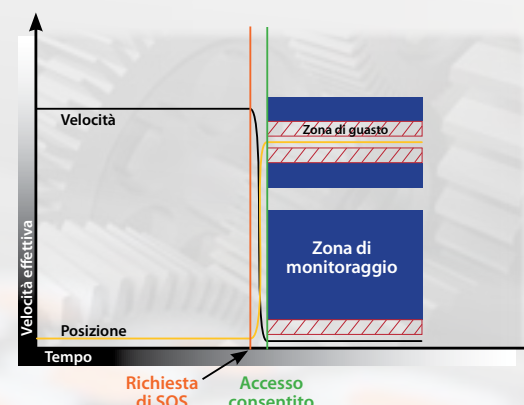 Velocità
Zona di guasto
Velocità effettiva
Zona di
monitoraggio
Posizione
Tempo
Richiesta
di SOS
Accesso
consentito